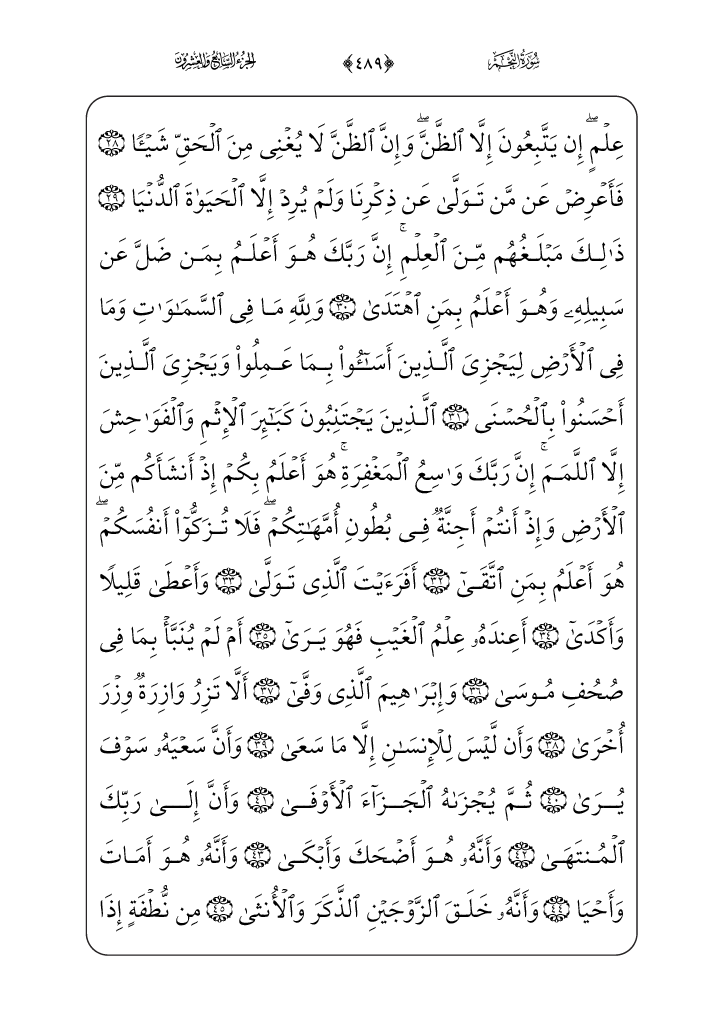 سُورَةُ النَّجْمِ ﴿٤٨٩﴾ الجُزْءُ السَّابِعُ وَالعِشْرُونَ
عِلْمٍۖ إِن يَتَّبِعُونَ إِلَّا ٱلظَّنَّۖ وَإِنَّ ٱلظَّنَّ لَا يُغْنِى مِنَ ٱلْحَقِّ شَيْـًٔا ٢٨
فَأَعْرِضْ عَن مَّن تَوَلَّىٰ عَن ذِكْرِنَا وَلَمْ يُرِدْ إِلَّا ٱلْحَيَوٰةَ ٱلدُّنْيَا ٢٩
ذَٰلِكَ مَبْلَغُهُم مِّنَ ٱلْعِلْمِۚ إِنَّ رَبَّكَ هُوَ أَعْلَمُ بِمَن ضَلَّ عَن
سَبِيلِهِۦ وَهُوَ أَعْلَمُ بِمَنِ ٱهْتَدَىٰ ٣٠ وَلِلَّهِ مَا فِى ٱلسَّمَٰوَٰتِ وَمَا
فِى ٱلْأَرْضِ لِيَجْزِىَ ٱلَّذِينَ أَسَٰٓـُٔوا۟ بِمَا عَمِلُوا۟ وَيَجْزِىَ ٱلَّذِينَ
أَحْسَنُوا۟ بِٱلْحُسْنَى ٣١ ٱلَّذِينَ يَجْتَنِبُونَ كَبَٰٓئِرَ ٱلْإِثْمِ وَٱلْفَوَٰحِشَ
إِلَّا ٱللَّمَمَۚ إِنَّ رَبَّكَ وَٰسِعُ ٱلْمَغْفِرَةِۚ هُوَ أَعْلَمُ بِكُمْ إِذْ أَنشَأَكُم مِّنَ
ٱلْأَرْضِ وَإِذْ أَنتُمْ أَجِنَّةٌ فِى بُطُونِ أُمَّهَٰتِكُمْۖ فَلَا تُزَكُّوٓا۟ أَنفُسَكُمْۖ
هُوَ أَعْلَمُ بِمَنِ ٱتَّقَىٰٓ ٣٢ أَفَرَءَيْتَ ٱلَّذِى تَوَلَّىٰ ٣٣ وَأَعْطَىٰ قَلِيلًا
وَأَكْدَىٰٓ ٣٤ أَعِندَهُۥ عِلْمُ ٱلْغَيْبِ فَهُوَ يَرَىٰٓ ٣٥ أَمْ لَمْ يُنَبَّأْ بِمَا فِى
صُحُفِ مُوسَىٰ ٣٦ وَإِبْرَٰهِيمَ ٱلَّذِى وَفَّىٰٓ ٣٧ أَلَّا تَزِرُ وَازِرَةٌ وِزْرَ
أُخْرَىٰ ٣٨ وَأَن لَّيْسَ لِلْإِنسَٰنِ إِلَّا مَا سَعَىٰ ٣٩ وَأَنَّ سَعْيَهُۥ سَوْفَ
يُرَىٰ ٤٠ ثُمَّ يُجْزَىٰهُ ٱلْجَزَآءَ ٱلْأَوْفَىٰ ٤١ وَأَنَّ إِلَىٰ رَبِّكَ
ٱلْمُنتَهَىٰ ٤٢ وَأَنَّهُۥ هُوَ أَضْحَكَ وَأَبْكَىٰ ٤٣ وَأَنَّهُۥ هُوَ أَمَاتَ
وَأَحْيَا ٤٤ وَأَنَّهُۥ خَلَقَ ٱلزَّوْجَيْنِ ٱلذَّكَرَ وَٱلْأُنثَىٰ ٤٥ مِن نُّطْفَةٍ إِذَا